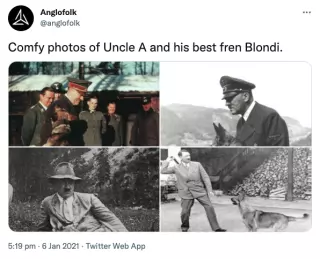 Anglofolk
@anglofolk
Comfy photos of Uncle A and his best fren Blondi.
5:19 pm · 6 Jan 2021 · Twitter Web App